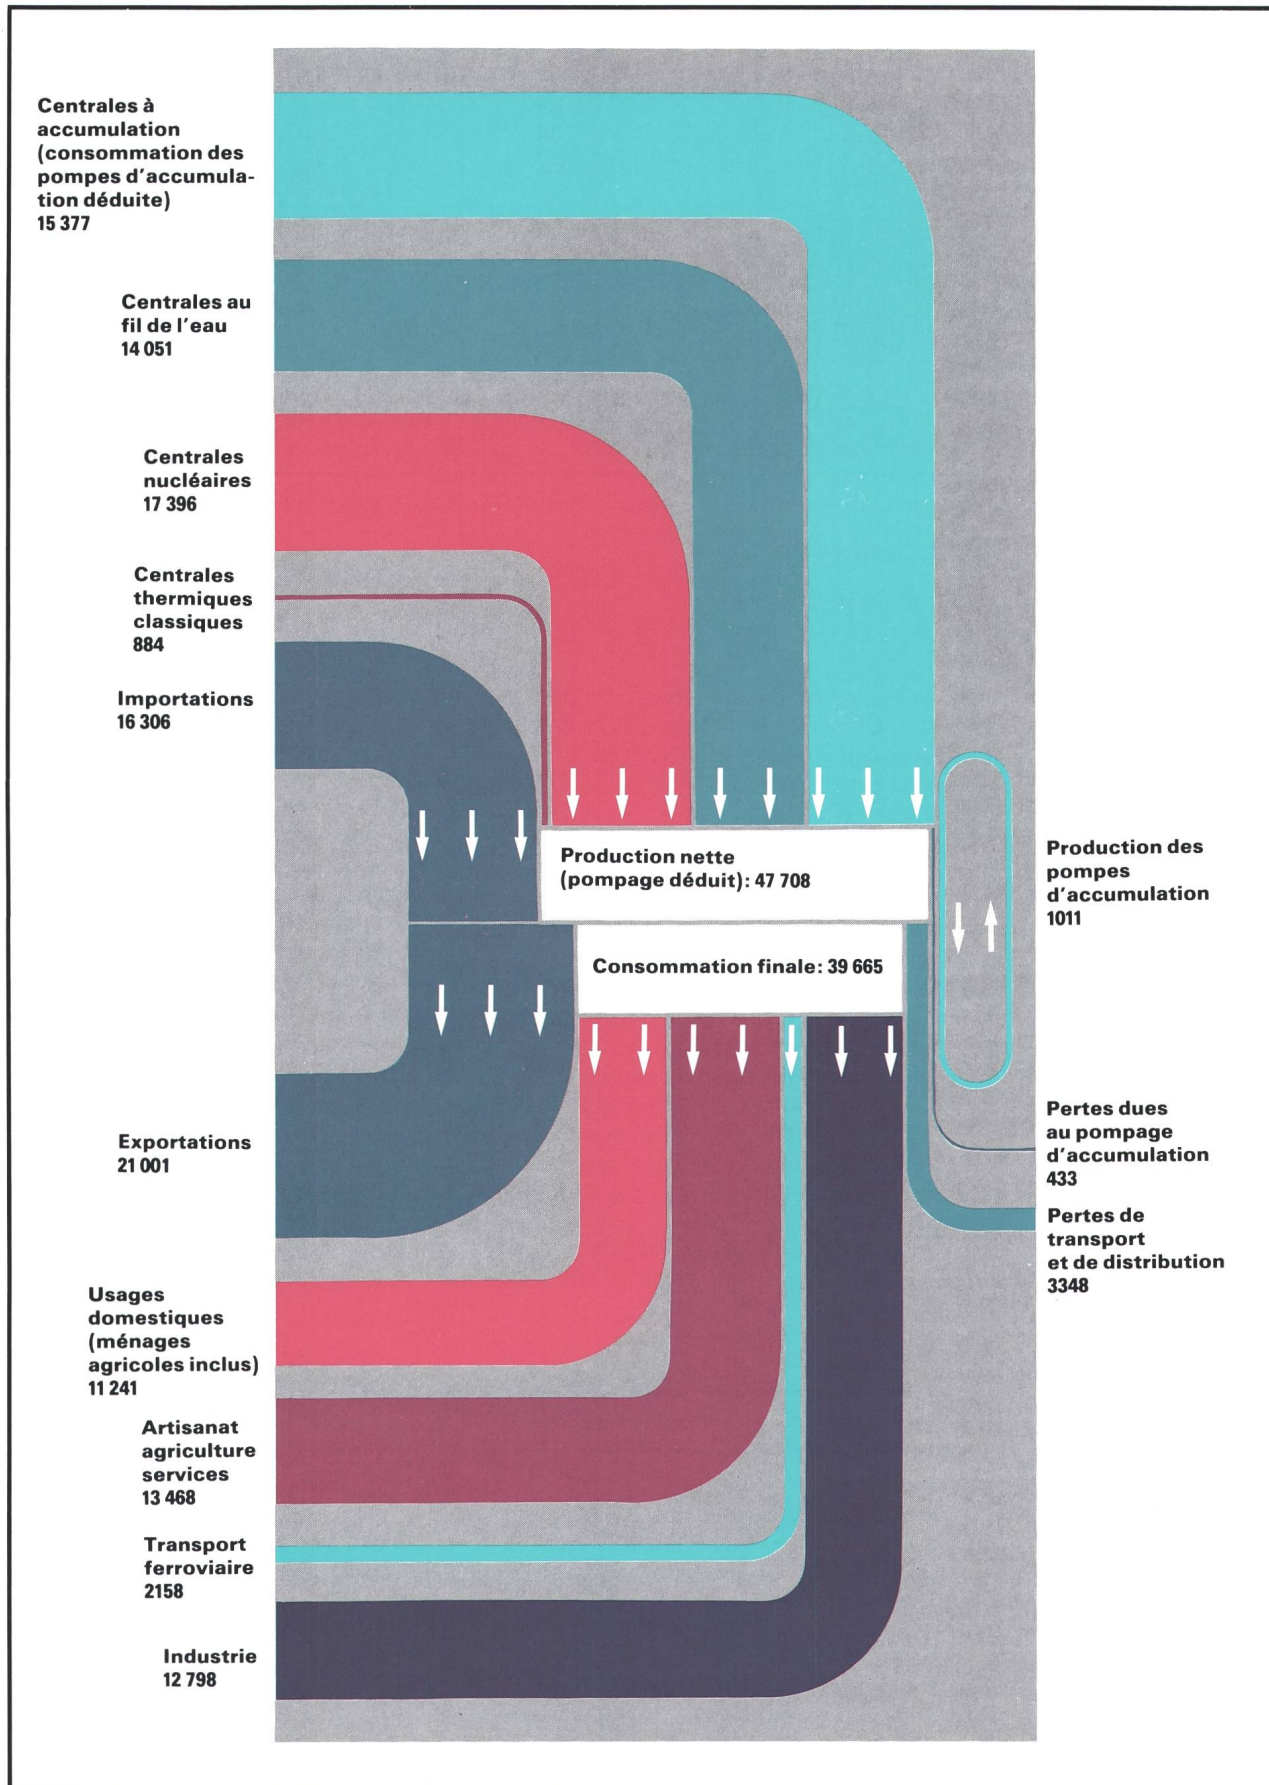 Centrales à
accumulation
(consommation des
pompes d'accumula-
tion déduite)
15 377
Centrales au
fil de l'eau
14 051
Centrales
nucléaires
17 396
Centrales
thermiques
classiques
884
Importations
16 306
Production nette
(pompage déduit): 47 708
Consommation finale: 39 665
Production des
pompes
d'accumulation
1011
Pertes dues
au pompage
d'accumulation
433
Pertes de
transport
et de distribution
3348
Exportations
21 001
Usages
domestiques
(ménages
agricoles inclus)
11 241
Artisanat
agriculture
services
13 468
Transport
ferroviaire
2158
Industrie
12 798